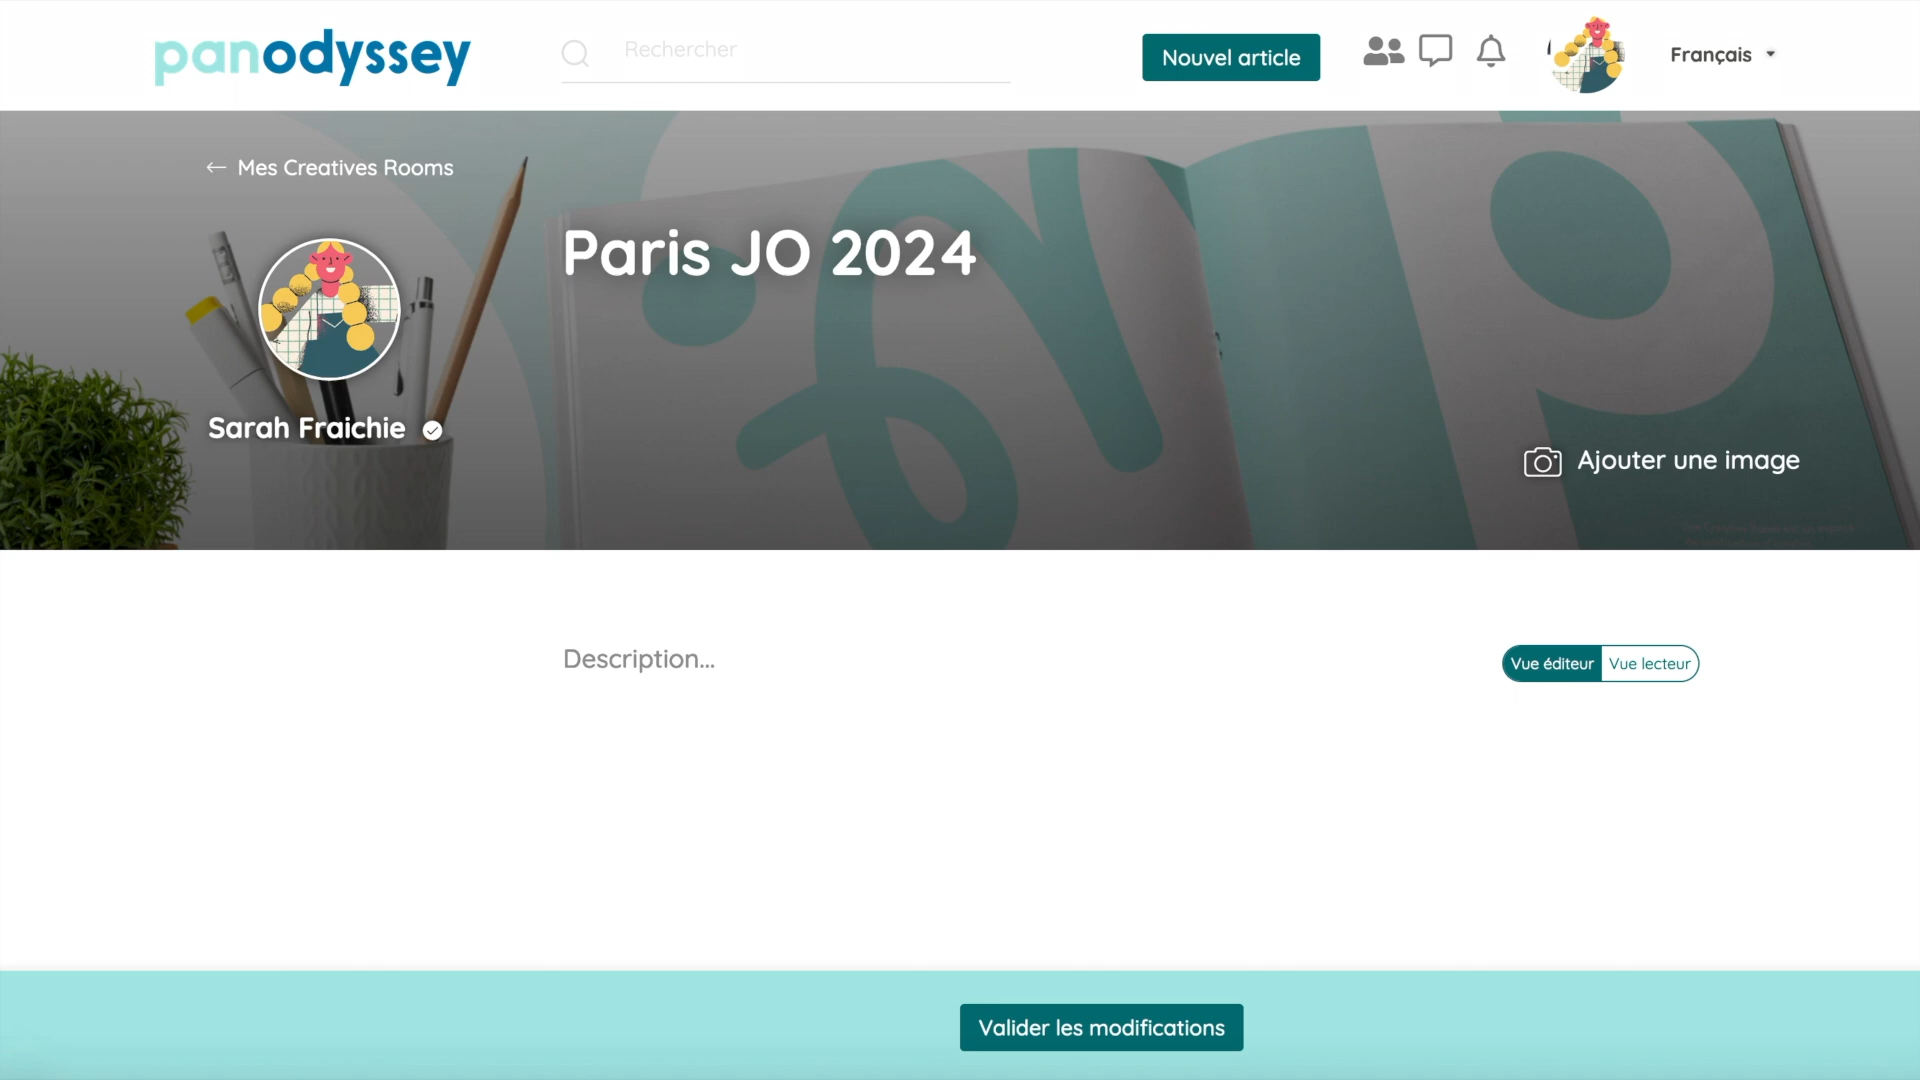 panodyssey
Rechercher
Nouvel article
Français
← Mes Creatives Rooms
Paris JO 2024
Sarah Fraichie
Ajouter une image
Description...
Vue éditeur
Vue lecteur
Valider les modifications